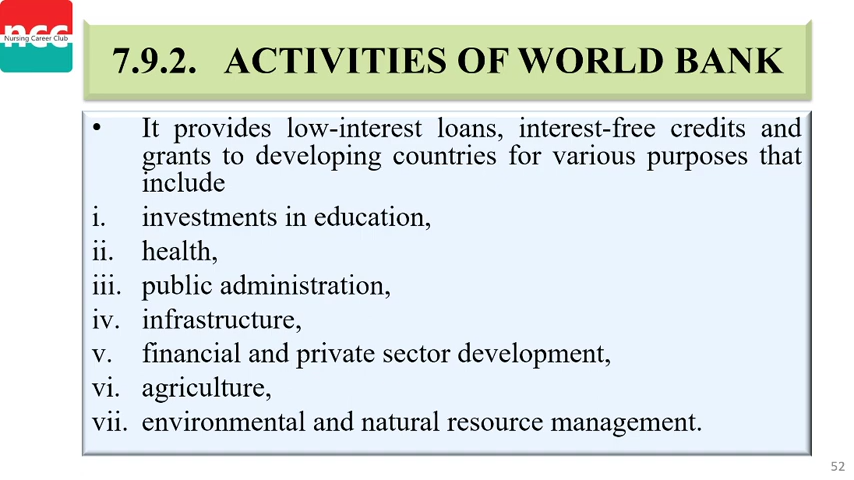 ncc
Nursing Career Club
7.9.2. ACTIVITIES OF WORLD BANK
• It provides low-interest loans, interest-free credits and
grants to developing countries for various purposes that
include
i. investments in education,
ii. health,
iii. public administration,
iv. infrastructure,
v. financial and private sector development,
vi. agriculture,
vii. environmental and natural resource management.
52